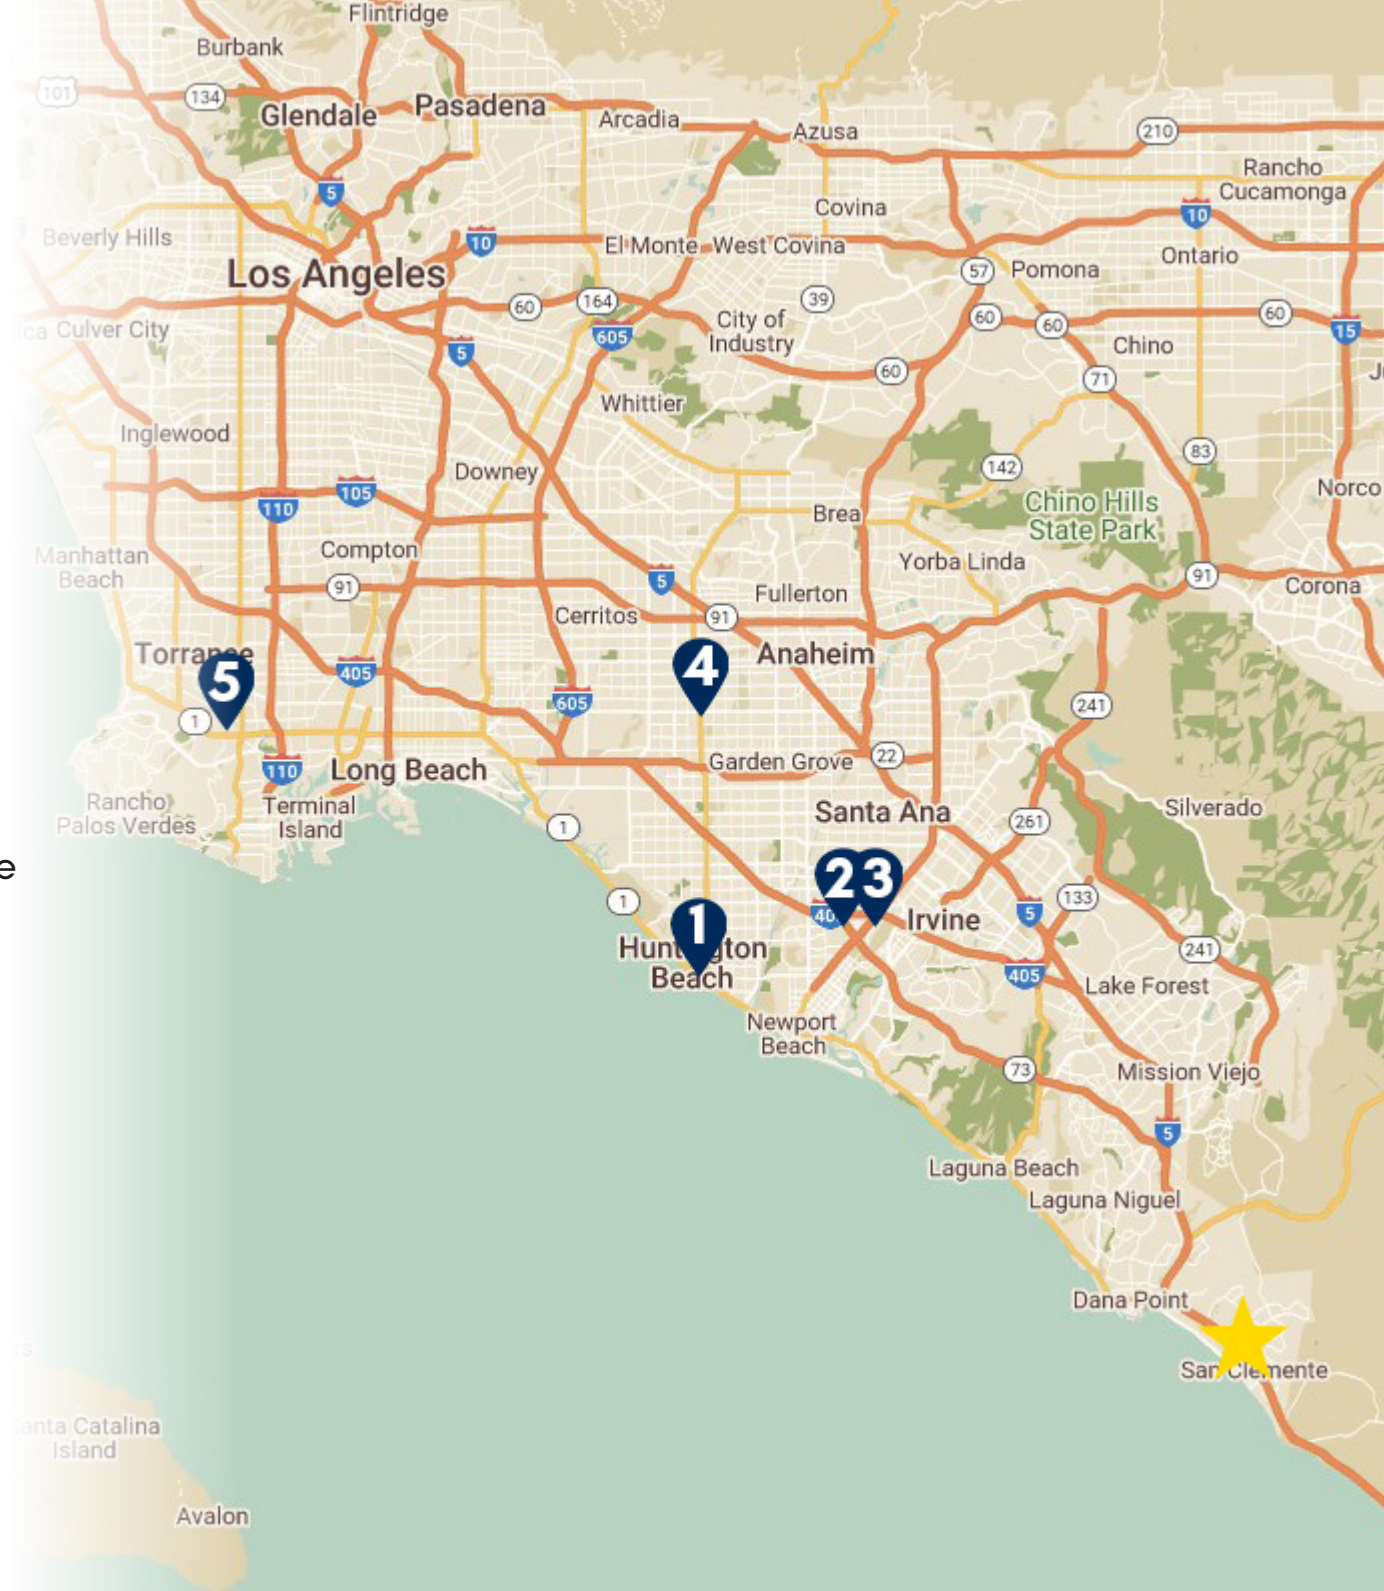 Flintridge
Burbank
101
134
Glendale
Pasadena
Arcadia
Azusa
210
Rancho
Cucamonga
5
10
Covina
10
Beverly Hills
El Monte
West Covina
Ontario
Los Angeles
57
Pomona
60
164
39
60
60
60
15
Culver City
605
City of
Industry
5
Chino
60
71
Whittier
Inglewood
83
Downey
142
105
110
Norco
Brea
Chino Hills
State Park
Compton
Manhattan
Beach
Yorba Linda
91
5
91
Corona
Fullerton
Cerritos
91
Torrance
4
Anaheim
5
405
605
241
1
22
Garden Grove
110
Long Beach
Rancho
Palos Verdes
Terminal
Island
Santa Ana
Silverado
1
261
e
2
3
133
1
5
Irvine
1
Huntington
Beach
241
405
Lake Forest
Newport
Beach
73
Mission Viejo
5
Laguna Beach
Laguna Niguel
Dana Point
San Clemente
Island
Avalon